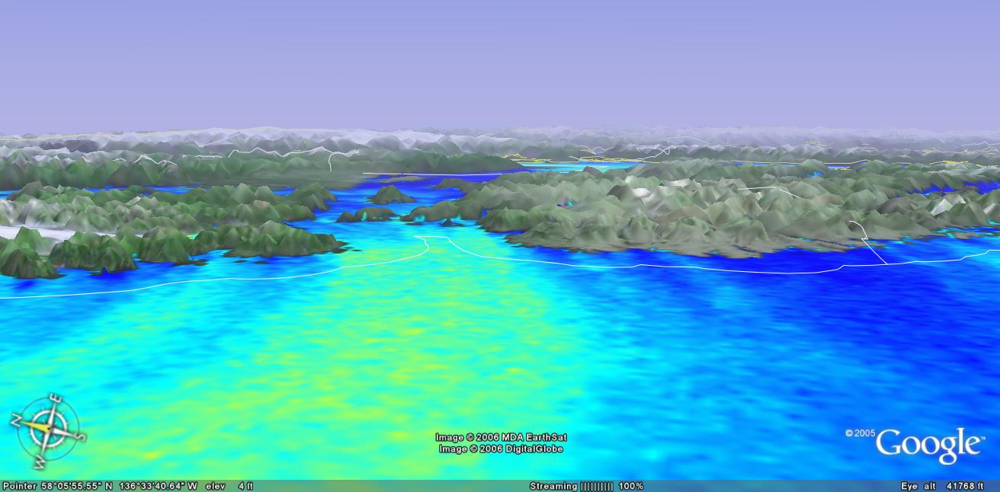 N E S W
Image © 2006 MDA EarthSat
Image © 2006 DigitalGlobe
© 2005 Google™
Pointer 58°05'55.55" N 136°33'40.64" W elev 4 ft Streaming |||||||||| 100% Eye alt 41768 ft